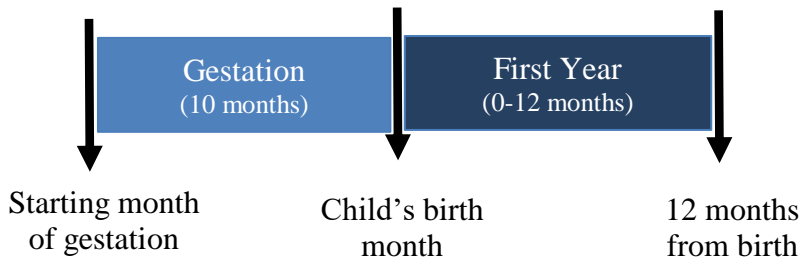 Gestation
(10 months)
First Year
(0-12 months)
Starting month
of gestation
Child's birth
month
12 months
from birth